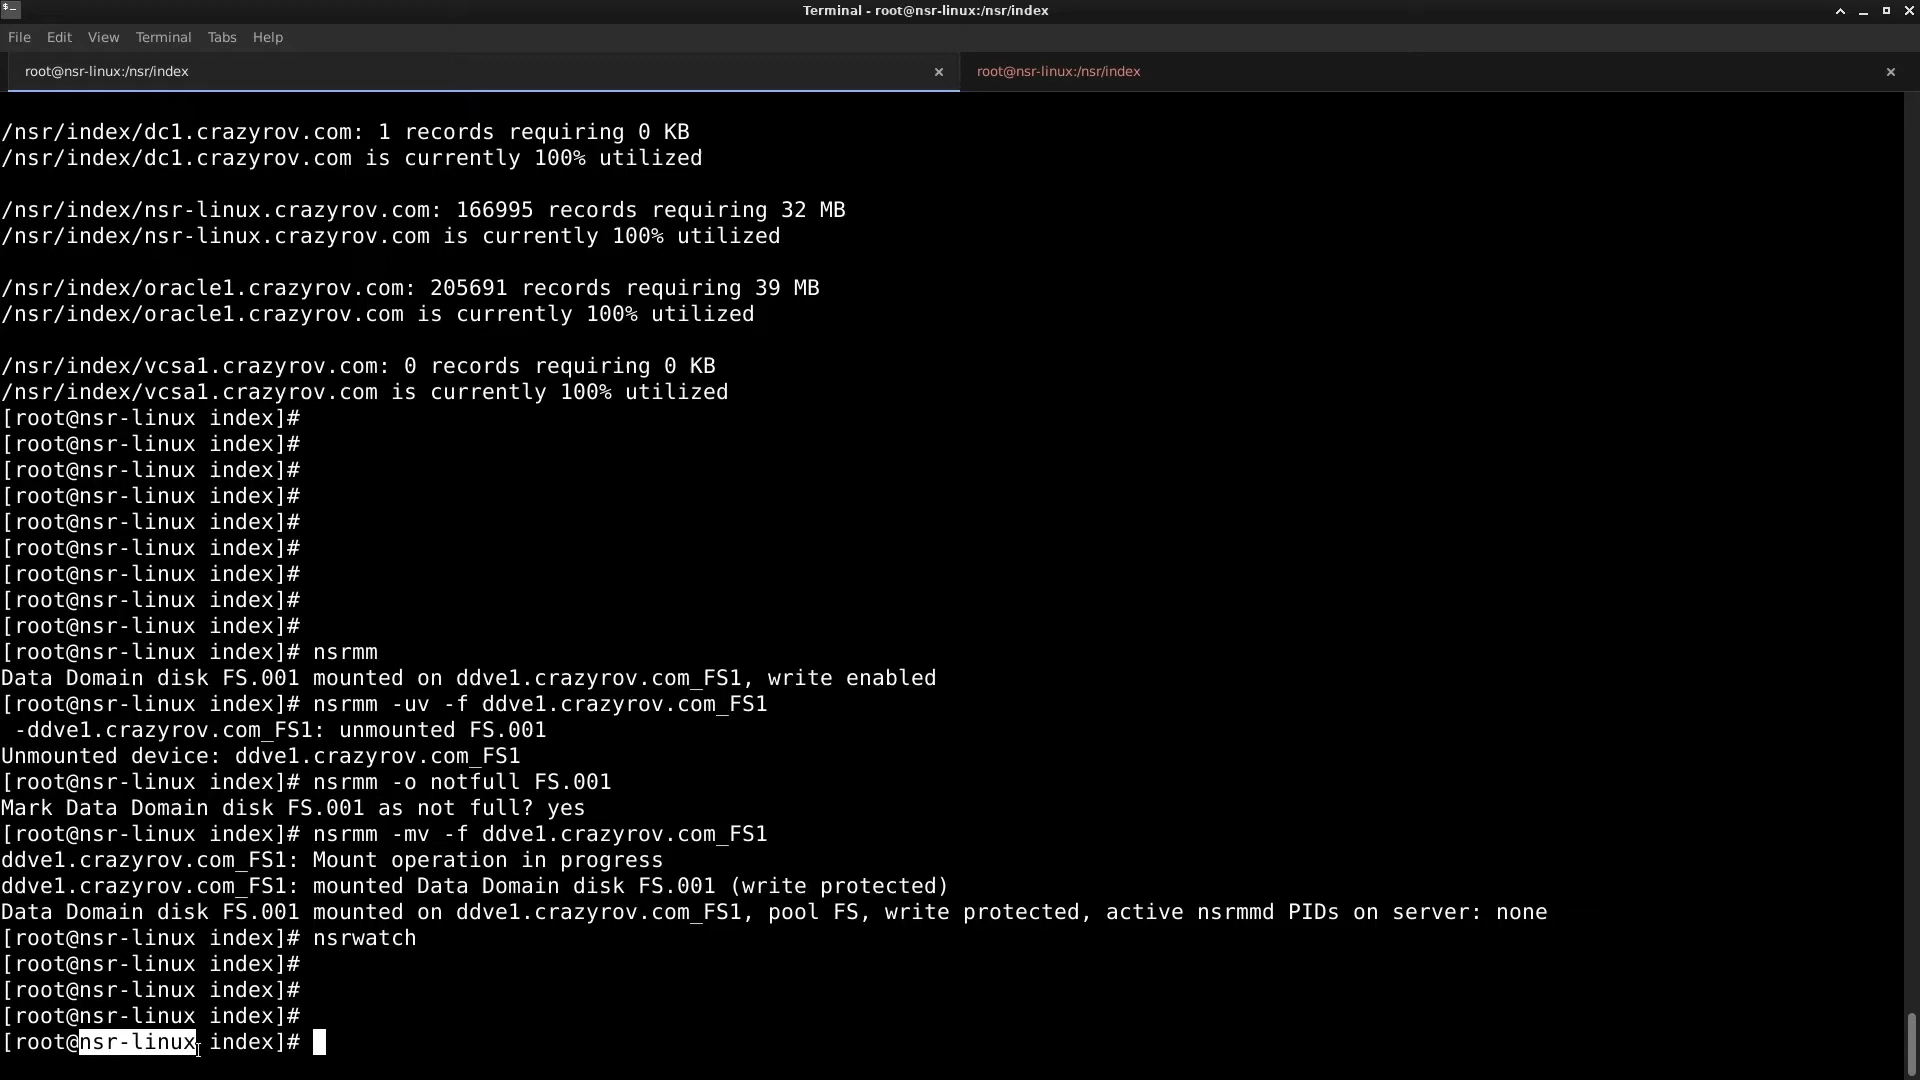 Terminal - root@nsr-linux:/nsr/index
File Edit View Terminal Tabs Help
root@nsr-linux:/nsr/index root@nsr-linux:/nsr/index
/nsr/index/dc1.crazyrov.com: 1 records requiring 0 KB
/nsr/index/dc1.crazyrov.com is currently 100% utilized
/nsr/index/nsr-linux.crazyrov.com: 166995 records requiring 32 MB
/nsr/index/nsr-linux.crazyrov.com is currently 100% utilized
/nsr/index/oracle1.crazyrov.com: 205691 records requiring 39 MB
/nsr/index/oracle1.crazyrov.com is currently 100% utilized
/nsr/index/vcsa1.crazyrov.com: 0 records requiring 0 KB
/nsr/index/vcsa1.crazyrov.com is currently 100% utilized
[root@nsr-linux index]#
[root@nsr-linux index]#
[root@nsr-linux index]#
[root@nsr-linux index]#
[root@nsr-linux index]#
[root@nsr-linux index]#
[root@nsr-linux index]#
[root@nsr-linux index]#
[root@nsr-linux index]#
[root@nsr-linux index]# nsrmm
Data Domain disk FS.001 mounted on ddve1.crazyrov.com_FS1, write enabled
[root@nsr-linux index]# nsrmm -uv -f ddve1.crazyrov.com_FS1
-ddve1.crazyrov.com_FS1: unmounted FS.001
Unmounted device: ddve1.crazyrov.com_FS1
[root@nsr-linux index]# nsrmm -o notfull FS.001
Mark Data Domain disk FS.001 as not full? yes
[root@nsr-linux index]# nsrmm -mv -f ddve1.crazyrov.com_FS1
ddve1.crazyrov.com_FS1: Mount operation in progress
ddve1.crazyrov.com_FS1: mounted Data Domain disk FS.001 (write protected)
Data Domain disk FS.001 mounted on ddve1.crazyrov.com_FS1, pool FS, write protected, active nsrmmd PIDs on server: none
[root@nsr-linux index]# nsrwatch
[root@nsr-linux index]#
[root@nsr-linux index]#
[root@nsr-linux index]#
[root@nsr-linux index]#